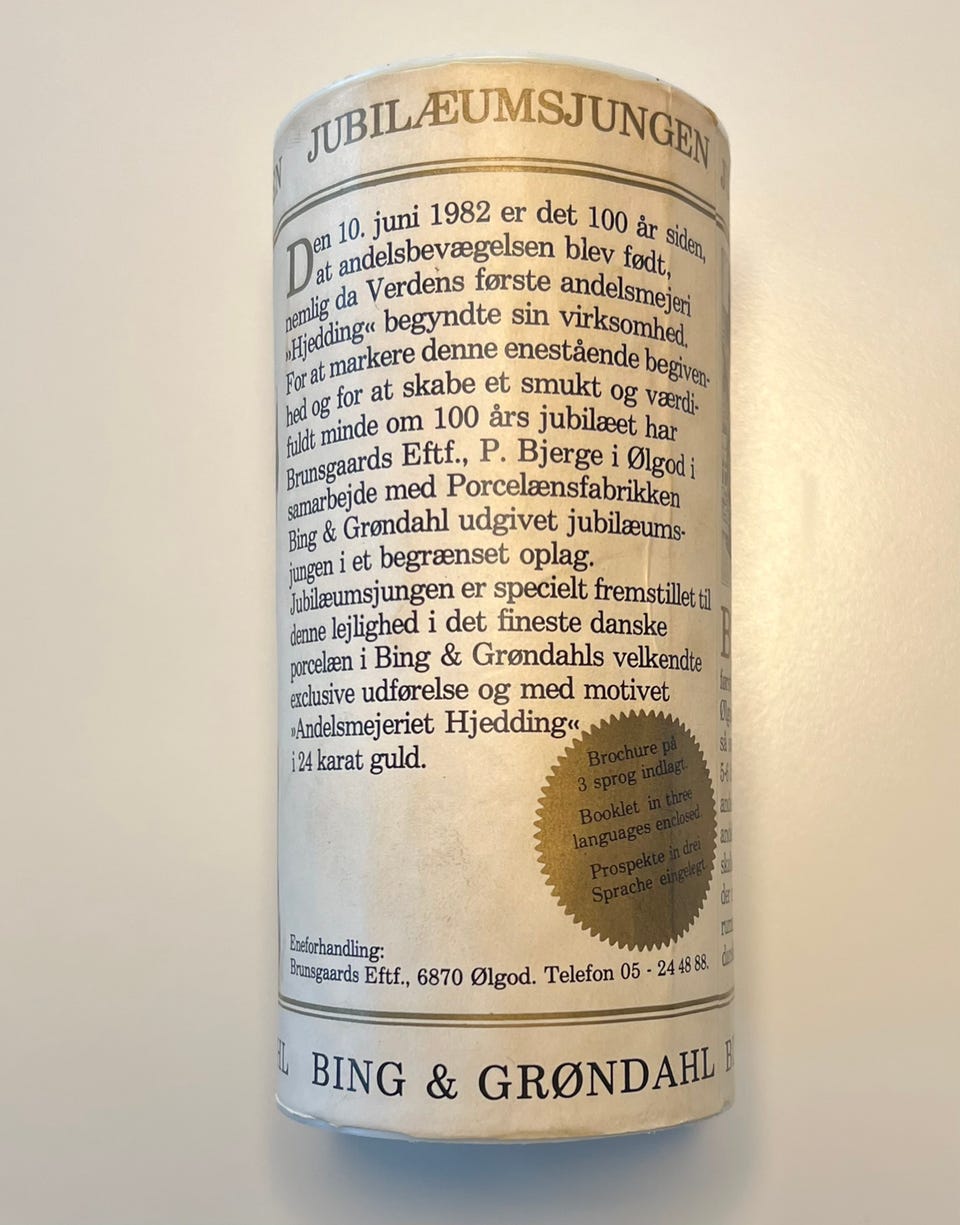 JUBILÆUMSJUNGEN
Den 10. juni 1982 er det 100 år siden,
at andelsbevægelsen blev født,
nemlig da Verdens første andelsmejeri
»Hjedding« begyndte sin virksomhed.
For at markere denne enestående begiven-
hed og for at skabe et smukt og værdi-
fuldt minde om 100 års jubilæet har
Brunsgaards Eftf., P. Bjerge i Ølgod i
samarbejde med Porcelænsfabrikken
Bing & Grøndahl udgivet jubilæums-
jungen i et begrænset oplag.
Jubilæumsjungen er specielt fremstillet til
denne lejlighed i det fineste danske
porcelæn i Bing & Grøndahls velkendte
exclusive udførelse og med motivet
»Andelsmejeriet Hjedding«
i 24 karat guld.
Brochure på
3 sprog indlagt.
Booklet in three
languages enclosed.
Prospekte in drei
Sprache eingelegt.
Eneforhandling:
Brunsgaards Eftf., 6870 Ølgod. Telefon 05 - 24 48 88.
BING & GRØNDAHL